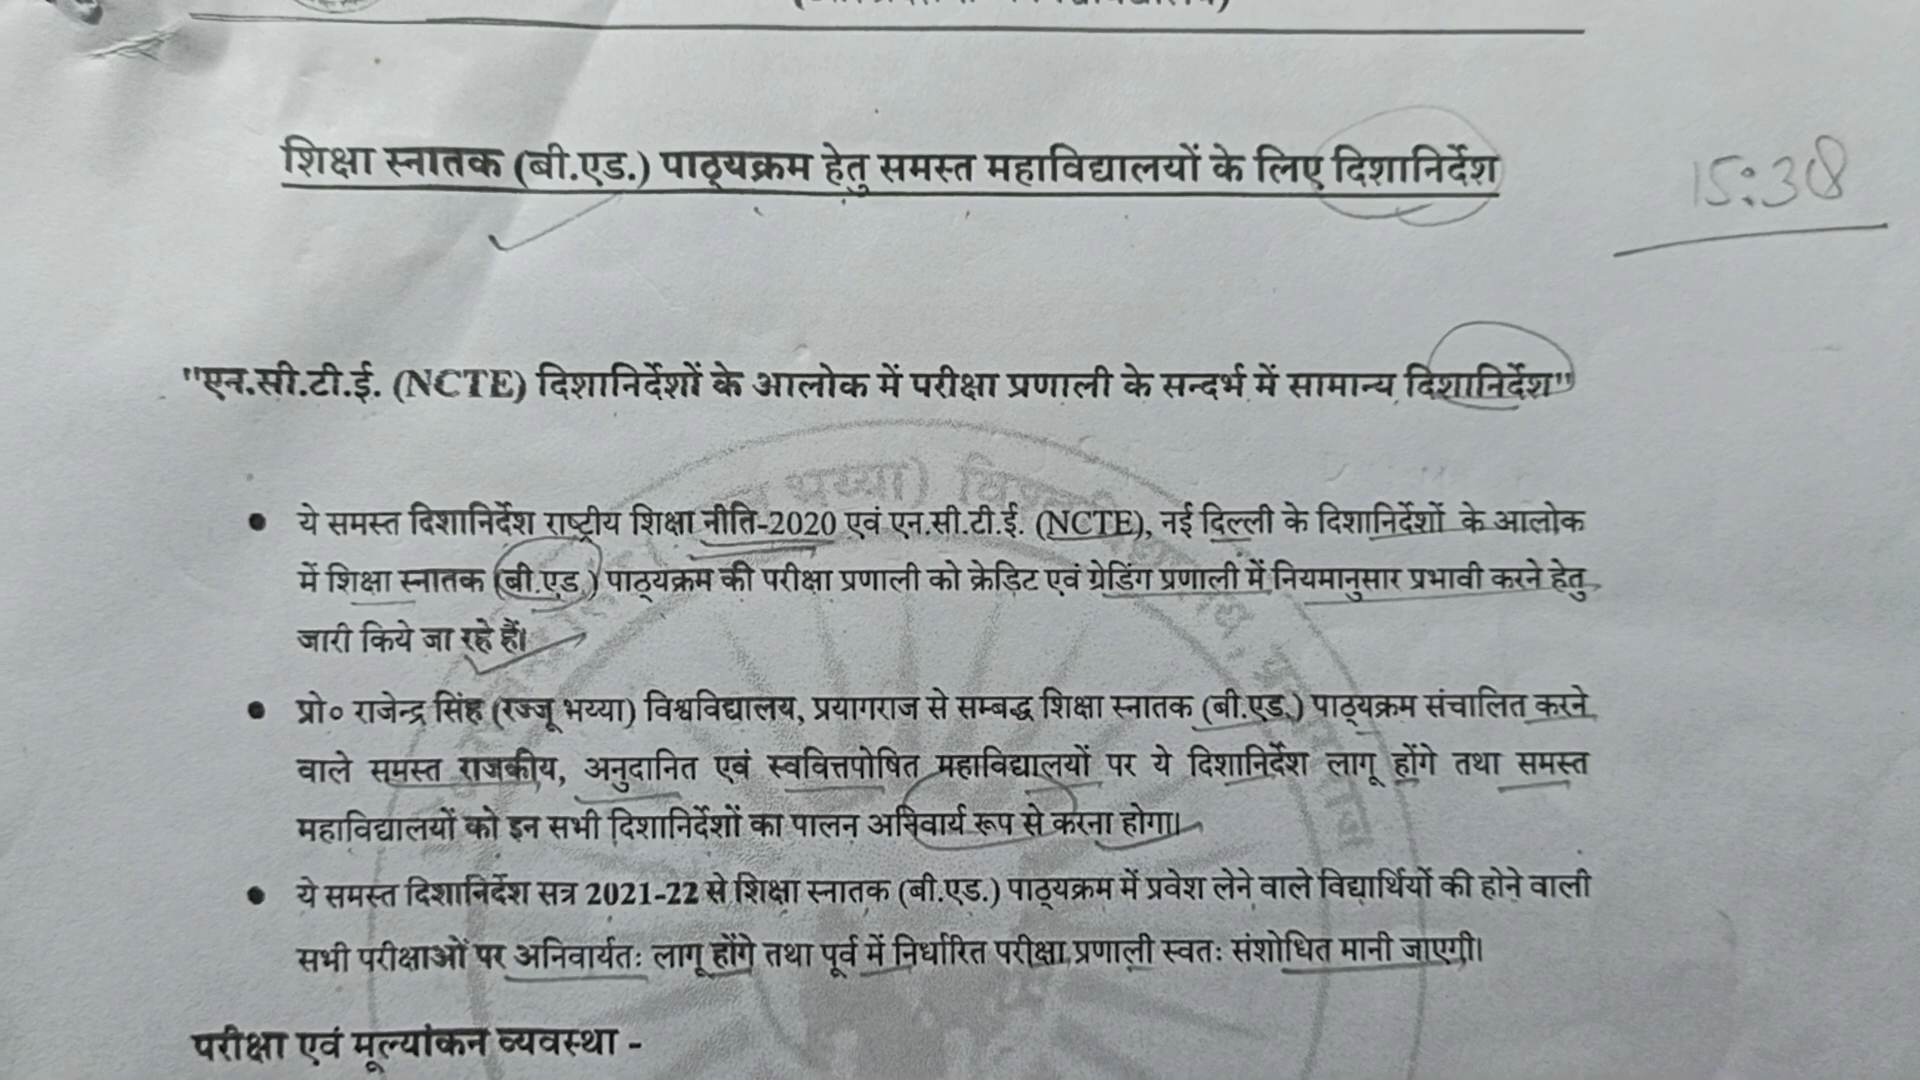 शिक्षा स्नातक (बी.एड.) पाठ्यक्रम हेतु समस्त महाविद्यालयों के लिए दिशानिर्देश
15:38
"एन.सी.टी.ई. (NCTE) दिशानिर्देशों के आलोक में परीक्षा प्रणाली के सन्दर्भ में सामान्य दिशानिर्देश"
● ये समस्त दिशानिर्देश राष्ट्रीय शिक्षा नीति-2020 एवं एन.सी.टी.ई. (NCTE), नई दिल्ली के दिशानिर्देशों के आलोक
में शिक्षा स्नातक (बी.एड.) पाठ्यक्रम की परीक्षा प्रणाली को क्रेडिट एवं ग्रेडिंग प्रणाली में नियमानुसार प्रभावी करने हेतु
जारी किये जा रहे हैं।
● प्रो० राजेन्द्र सिंह (रज्जू भय्या) विश्वविद्यालय, प्रयागराज से सम्बद्ध शिक्षा स्नातक (बी.एड.) पाठ्यक्रम संचालित करने
वाले समस्त राजकीय, अनुदानित एवं स्ववित्तपोषित महाविद्यालयों पर ये दिशानिर्देश लागू होंगे तथा समस्त
महाविद्यालयों को इन सभी दिशानिर्देशों का पालन अनिवार्य रूप से करना होगा।
● ये समस्त दिशानिर्देश सत्र 2021-22 से शिक्षा स्नातक (बी.एड.) पाठ्यक्रम में प्रवेश लेने वाले विद्यार्थियों की होने वाली
सभी परीक्षाओं पर अनिवार्यतः लागू होंगे तथा पूर्व में निर्धारित परीक्षा प्रणाली स्वतः संशोधित मानी जाएगी।
परीक्षा एवं मूल्यांकन व्यवस्था -